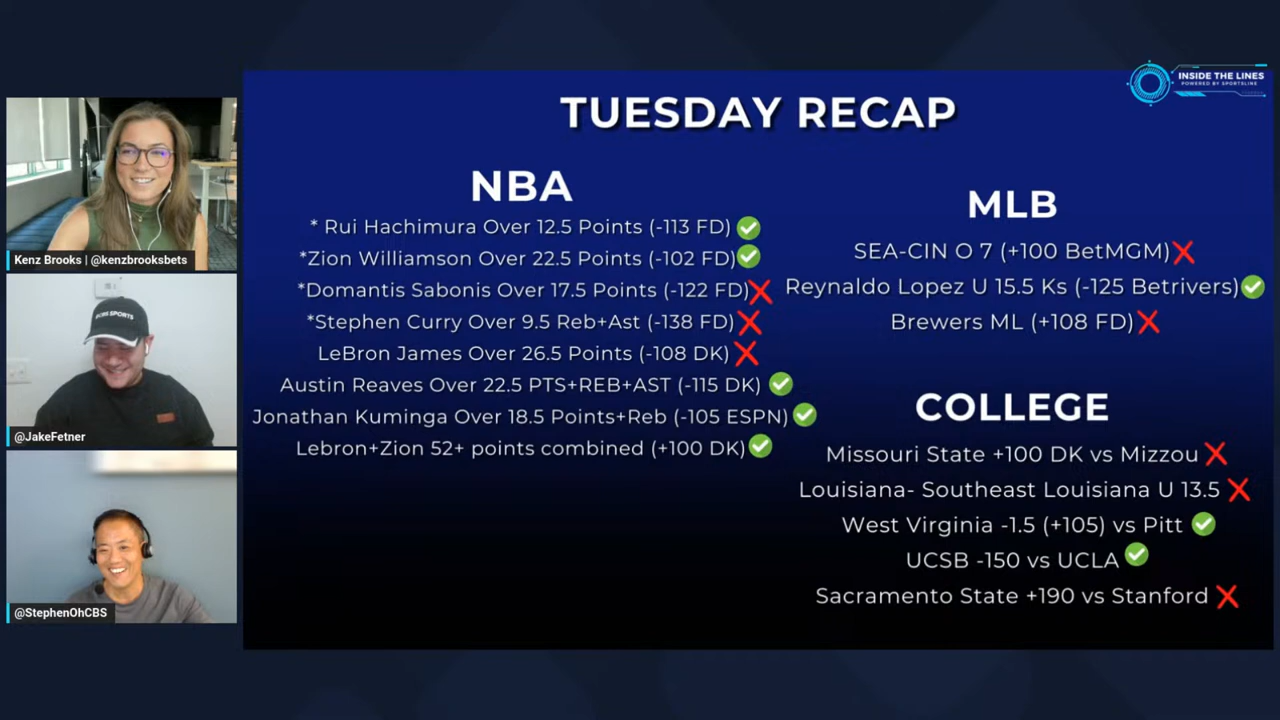 INSIDE THE LINES
POWERED BY SPORTSLINE
TUESDAY RECAP
NBA
* Rui Hachimura Over 12.5 Points (-113 FD)
*Zion Williamson Over 22.5 Points (-102 FD)
*Domantis Sabonis Over 17.5 Points (-122 FD)
*Stephen Curry Over 9.5 Reb+Ast (-138 FD)
LeBron James Over 26.5 Points (-108 DK)
Austin Reaves Over 22.5 PTS+REB+AST (-115 DK)
Jonathan Kuminga Over 18.5 Points+Reb (-105 ESPN)
Lebron+Zion 52+ points combined (+100 DK)
MLB
SEA-CIN O 7 (+100 BetMGM)
Reynaldo Lopez U 15.5 Ks (-125 Betrivers)
Brewers ML (+108 FD)
COLLEGE
Missouri State +100 DK vs Mizzou
Louisiana- Southeast Louisiana U 13.5
West Virginia -1.5 (+105) vs Pitt
UCSB -150 vs UCLA
Sacramento State +190 vs Stanford
Kenz Brooks | @kenzbrooksbets
CBS SPORTS
@JakeFetner
@StephenOhCBS